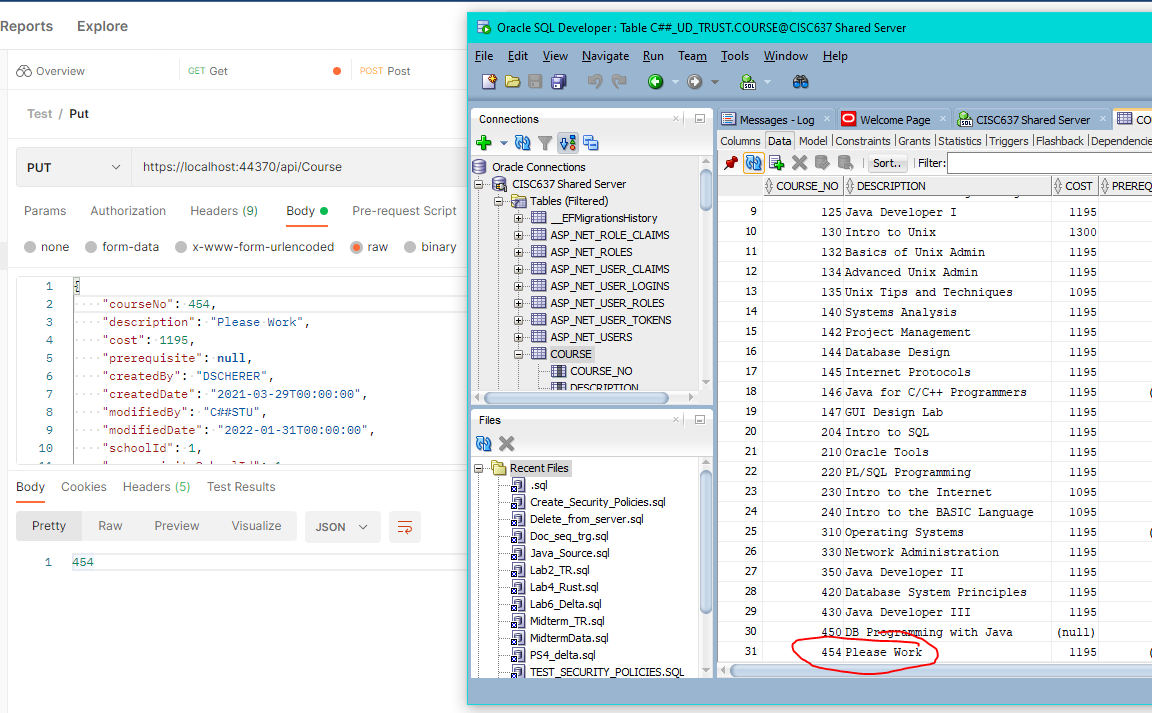 Reports Explore
Overview
GET Get
POST Post
Test / Put
PUT
https://localhost:44370/api/Course
Params Authorization Headers (9) Body Pre-request Script
none form-data x-www-form-urlencoded raw binary
1 {
2 "courseNo": 454,
3 "description": "Please Work",
4 "cost": 1195,
5 "prerequisite": null,
6 "createdBy": "DSCHERER",
7 "createdDate": "2021-03-29T00:00:00",
8 "modifiedBy": "C##STU",
9 "modifiedDate": "2022-01-31T00:00:00",
10 "schoolId": 1,
Body Cookies Headers (5) Test Results
Pretty Raw Preview Visualize JSON
1 454
Oracle SQL Developer : Table C##_UD_TRUST.COURSE@CISC637 Shared Server
File Edit View Navigate Run Team Tools Window Help
Connections
Oracle Connections
CISC637 Shared Server
Tables (Filtered)
__EFMigrationsHistory
ASP_NET_ROLE_CLAIMS
ASP_NET_ROLES
ASP_NET_USER_CLAIMS
ASP_NET_USER_LOGINS
ASP_NET_USER_ROLES
ASP_NET_USER_TOKENS
ASP_NET_USERS
COURSE
COURSE_NO
DESCRIPTION
Files
Recent Files
.sql
Create_Security_Policies.sql
Delete_from_server.sql
Doc_seq_trg.sql
Java_Source.sql
Lab2_TR.sql
Lab4_Rust.sql
Lab6_Delta.sql
Midterm_TR.sql
MidtermData.sql
PS4_delta.sql
TEST_SECURITY_POLICIES.SQL
Messages - Log Welcome Page CISC637 Shared Server CO
Columns Data Model Constraints Grants Statistics Triggers Flashback Dependencie
Sort.. Filter:
COURSE_NO DESCRIPTION COST PREREQ
9 125 Java Developer I 1195
10 130 Intro to Unix 1300
11 132 Basics of Unix Admin 1195
12 134 Advanced Unix Admin 1195
13 135 Unix Tips and Techniques 1095
14 140 Systems Analysis 1195
15 142 Project Management 1195
16 144 Database Design 1195
17 145 Internet Protocols 1195
18 146 Java for C/C++ Programmers 1195 (
19 147 GUI Design Lab 1195
20 204 Intro to SQL 1195
21 210 Oracle Tools 1195
22 220 PL/SQL Programming 1195
23 230 Intro to the Internet 1095
24 240 Intro to the BASIC Language 1095
25 310 Operating Systems 1195 (
26 330 Network Administration 1195
27 350 Java Developer II 1195
28 420 Database System Principles 1195
29 430 Java Developer III 1195
30 450 DB Programming with Java (null)
31 454 Please Work 1195 (